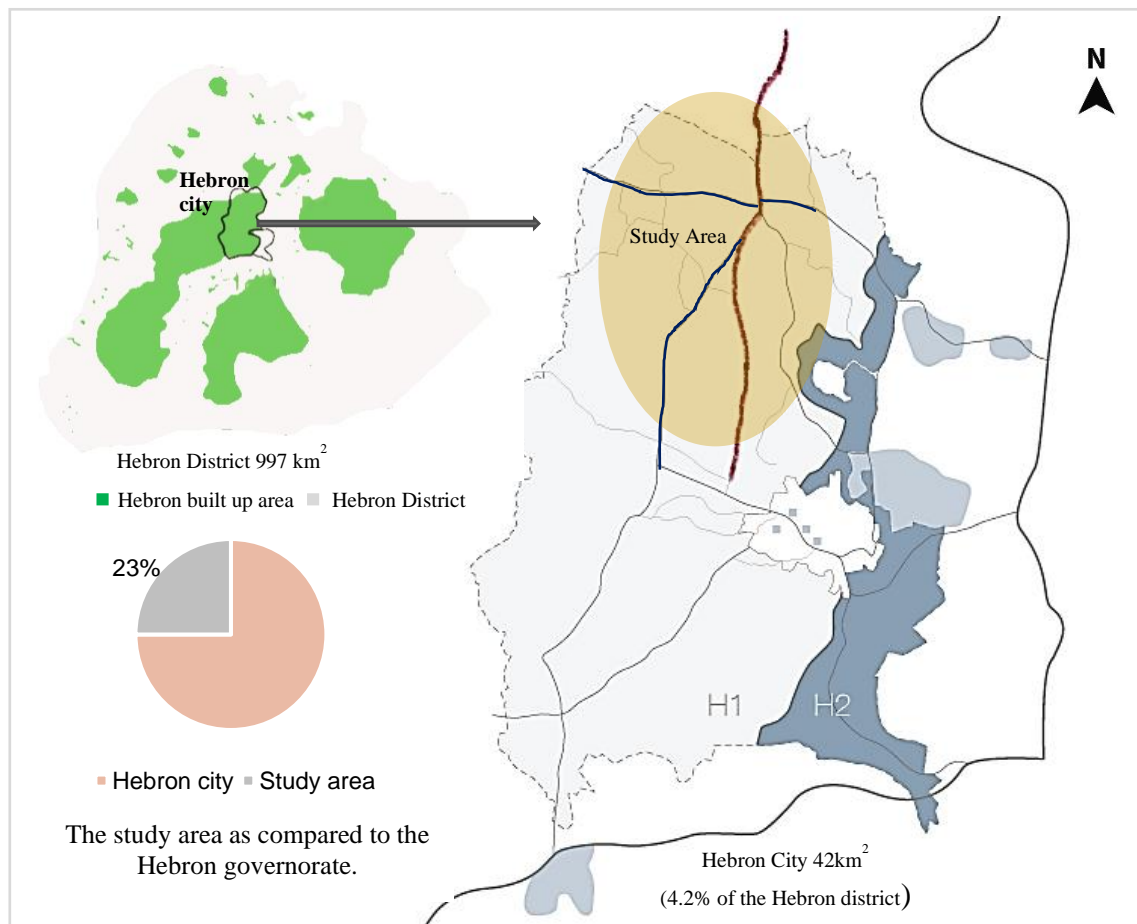 N
Hebron
city
Study Area
Hebron District 997 km²
Hebron built up area Hebron District
23%
Hebron city Study area
The study area as compared to the
Hebron governorate.
H1 H2
Hebron City 42km²
(4.2% of the Hebron district)